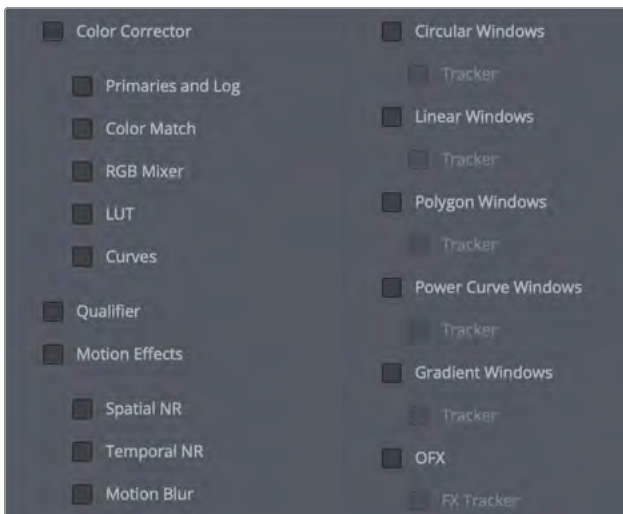 Color Corrector
Primaries and Log
Color Match
RGB Mixer
LUT
Curves
Qualifier
Motion Effects
Spatial NR
Temporal NR
Motion Blur
Circular Windows
Tracker
Linear Windows
Tracker
Polygon Windows
Tracker
Power Curve Windows
Tracker
Gradient Windows
Tracker
OFX
FX Tracker